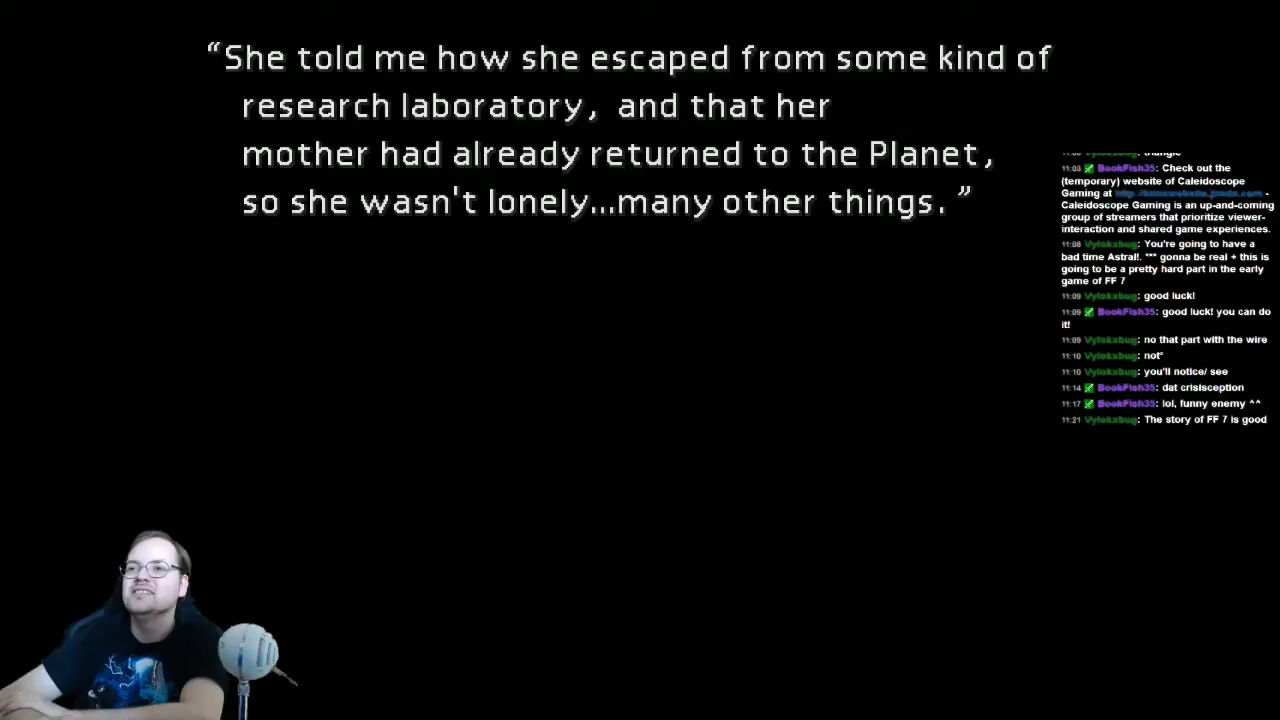 “She told me how she escaped from some kind of
research laboratory, and that her
mother had already returned to the Planet,
so she wasn't lonely...many other things.”
triangle
11:03 BookFish35: Check out the
(temporary) website of Caleidoscope
Gaming at -
Caleidoscope Gaming is an up-and-coming
group of streamers that prioritize viewer-
interaction and shared game experiences.
11:08 Vylokxbug: You're going to have a
bad time Astral!. *** gonna be real + this is
going to be a pretty hard part in the early
game of FF 7
11:09 Vylokxbug: good luck!
11:09 BookFish35: good luck! you can do
it!
11:09 Vylokxbug: no that part with the wire
11:10 Vylokxbug: not*
11:10 Vylokxbug: you'll notice/ see
11:14 BookFish35: dat crisisception
11:17 BookFish35: lol, funny enemy ^^
11:21 Vylokxbug: The story of FF 7 is good